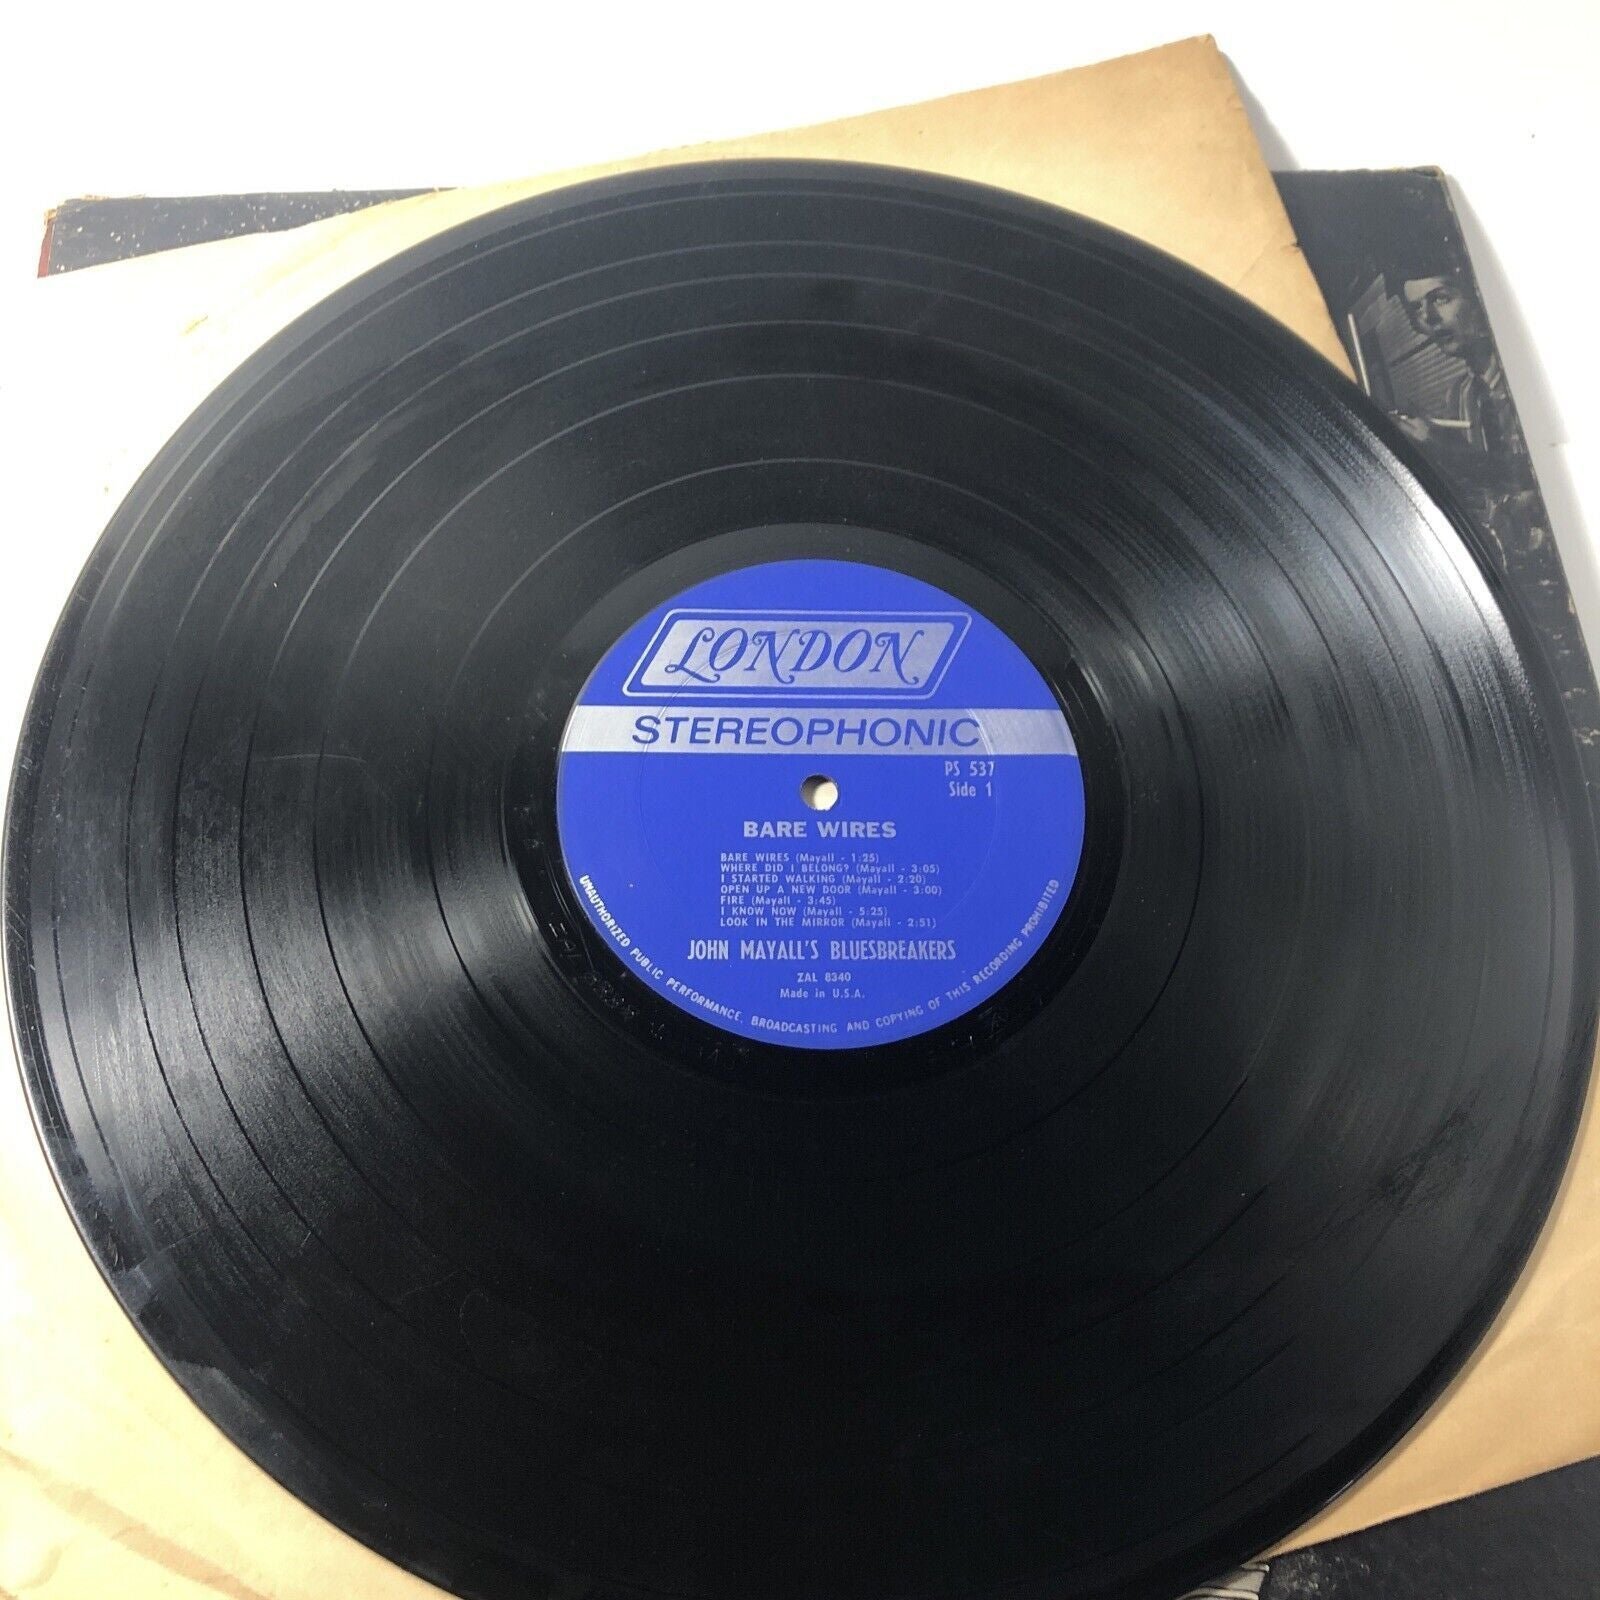 LONDON
STEREOPHONIC
PS 537
Side 1
BARE WIRES
BARE WIRES (Mayall - 1:25)
WHERE DID I BELONG? (Mayall - 3:05)
I STARTED WALKING (Mayall - 2:20)
OPEN UP A NEW DOOR (Mayall - 3:00)
FIRE (Mayall - 3:45)
I KNOW NOW (Mayall - 5:25)
LOOK IN THE MIRROR (Mayall - 2:51)
JOHN MAYALL'S BLUESBREAKERS
ZAL 8340
Made in U.S.A.
UNAUTHORIZED PUBLIC PERFORMANCE, BROADCASTING AND COPYING OF THIS RECORDING PROHIBITED